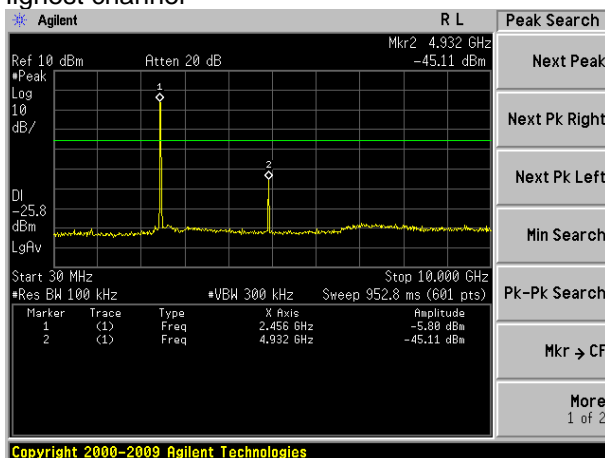 Agilent R L
Peak Search
Mkr2 4.932 GHz
Ref 10 dBm Atten 20 dB -45.11 dBm
#Peak
Log
10
dB/
1
2
DI
-25.8
dBm
LgAv
Start 30 MHz Stop 10.000 GHz
#Res BW 100 kHz #VBW 300 kHz Sweep 952.8 ms (601 pts)
Marker Trace Type X Axis Amplitude
1 (1) Freq 2.456 GHz -5.80 dBm
2 (1) Freq 4.932 GHz -45.11 dBm
Next Peak
Next Pk Right
Next Pk Left
Min Search
Pk-Pk Search
Mkr → CF
More
1 of 2
Copyright 2000-2009 Agilent Technologies